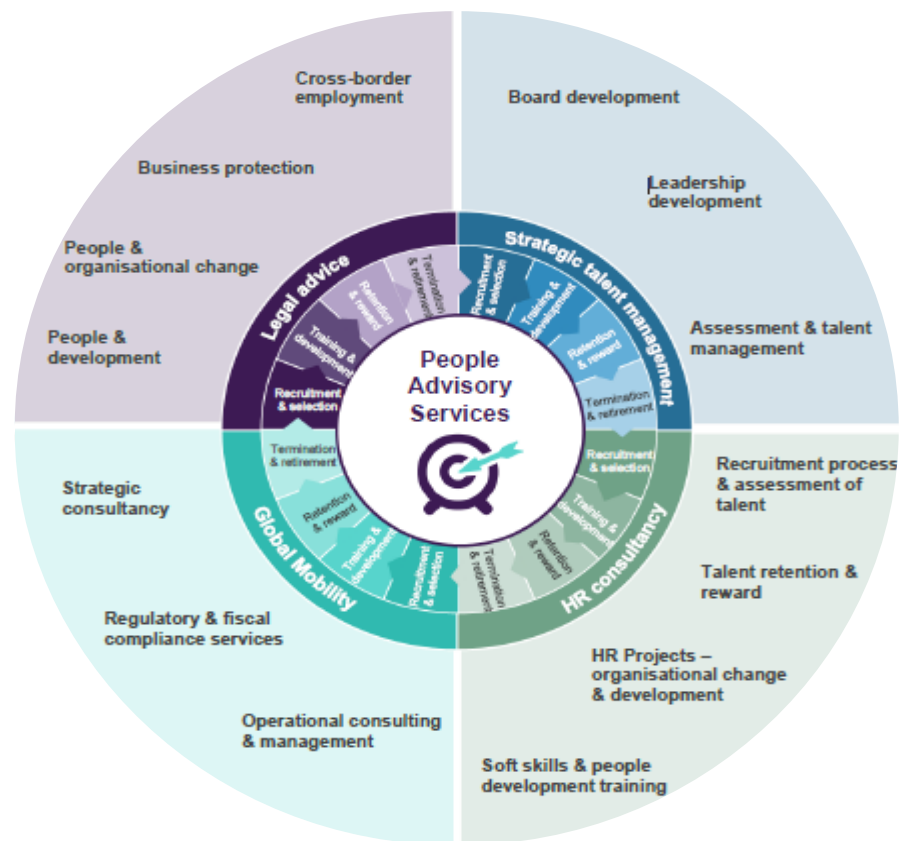 Cross-border
employment
Business protection
People &
organisational change
People &
development
Board development
Leadership
development
Assessment & talent
management
Recruitment process
& assessment of
talent
Talent retention &
reward
HR Projects –
organisational change
& development
Soft skills & people
development training
Strategic
consultancy
Regulatory & fiscal
compliance services
Operational consulting
& management
Legal advice
Recruitment
& selection
Training &
development
Retention
& reward
Termination
& retirement
Strategic talent management
Recruitment
& selection
Training &
development
Retention
& reward
Termination
& retirement
HR consultancy
Recruitment
& selection
Training &
development
Retention
& reward
Termination
& retirement
Global Mobility
Recruitment
& selection
Training &
development
Retention
& reward
Termination
& retirement
People
Advisory
Services